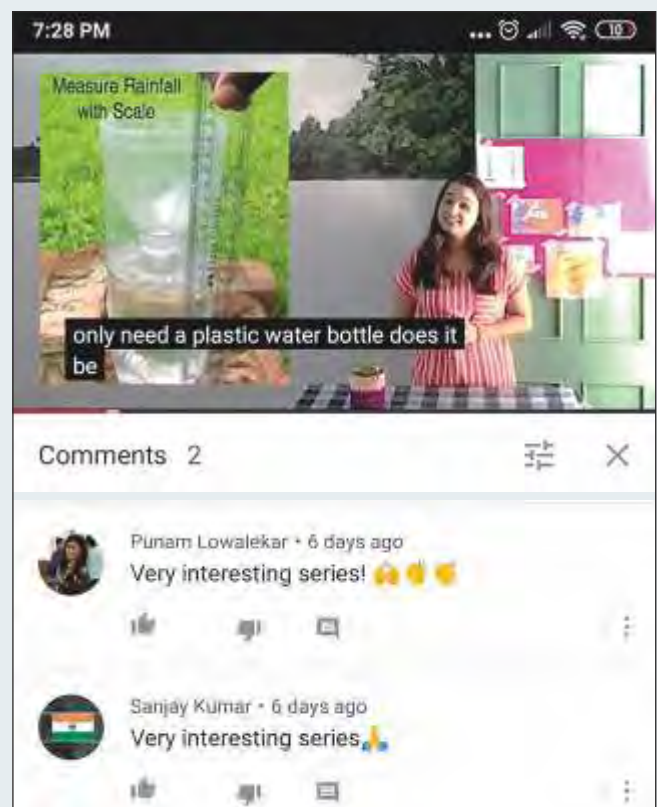 7:28 PM
10
Measure Rainfall
with Scale
only need a plastic water bottle does it
be
Comments 2
Punam Lowalekar • 6 days ago
Very interesting series! 🙌👏👏
Sanjay Kumar • 6 days ago
Very interesting series🙏